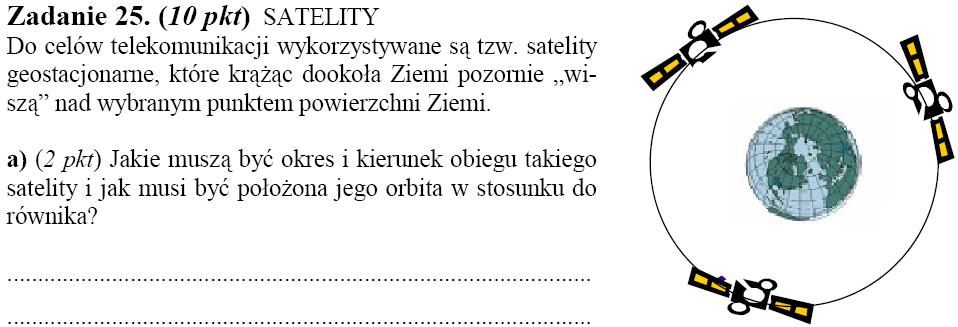 Zadanie 25. (10 pkt) SATELITY
Do celów telekomunikacji wykorzystywane są tzw. satelity
geostacjonarne, które krążąc dookoła Ziemi pozornie „wi-
szą” nad wybranym punktem powierzchni Ziemi.
a) (2 pkt) Jakie muszą być okres i kierunek obiegu takiego
satelity i jak musi być położona jego orbita w stosunku do
równika?
..........................................................................................
..........................................................................................